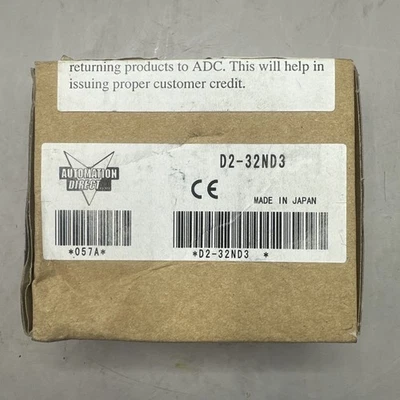 returning products to ADC. This will help in
issuing proper customer credit.
AUTOMATION
DIRECT
D2-32ND3
CE
MADE IN JAPAN
*057A*
*D2-32ND3 *